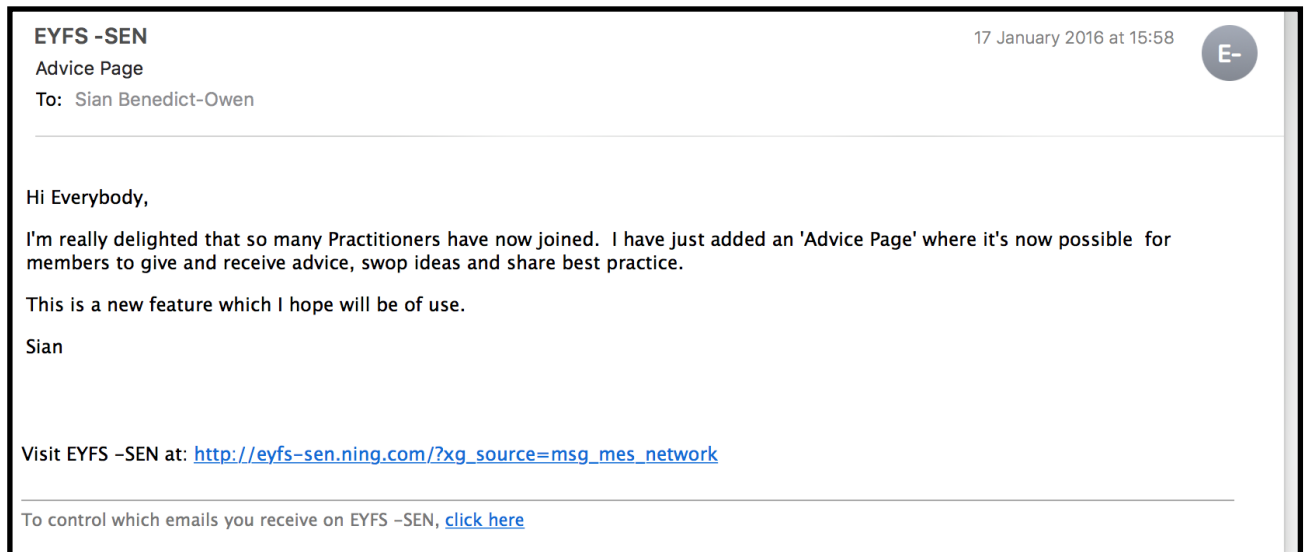 EYFS -SEN
17 January 2016 at 15:58
E-
Advice Page
To: Sian Benedict-Owen
Hi Everybody,
I'm really delighted that so many Practitioners have now joined.  I have just added an 'Advice Page' where it's now possible  for
members to give and receive advice, swop ideas and share best practice.
This is a new feature which I hope will be of use.
Sian
Visit EYFS -SEN at: http://eyfs-sen.ning.com/?xg_source=msg_mes_network
To control which emails you receive on EYFS -SEN, click here